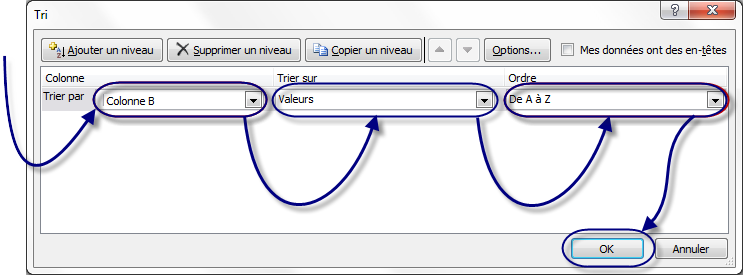 Tri
Ajouter un niveau Supprimer un niveau Copier un niveau Options... Mes données ont des en-têtes
Colonne Trier sur Ordre
Trier par Colonne B Valeurs De A à Z
OK Annuler